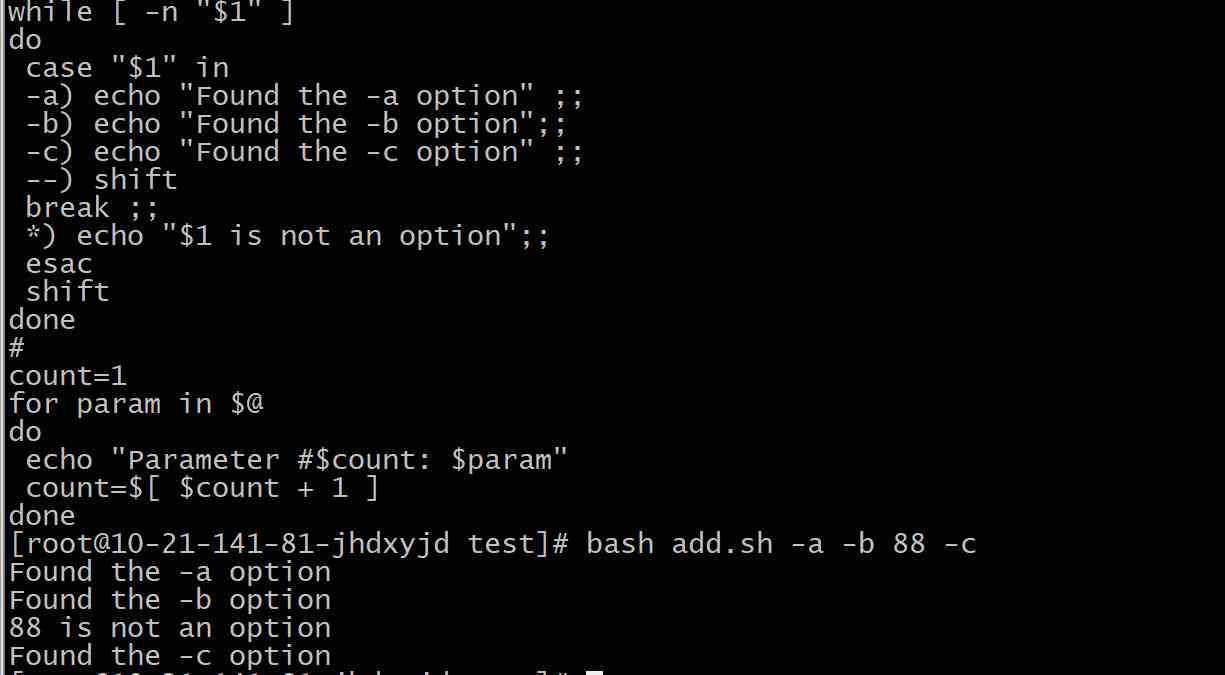 while [ -n "$1" ]
do
 case "$1" in
 -a) echo "Found the -a option" ;;
 -b) echo "Found the -b option";;
 -c) echo "Found the -c option" ;;
 --) shift
 break ;;
 *) echo "$1 is not an option";;
 esac
 shift
done
#
count=1
for param in $@
do
 echo "Parameter #$count: $param"
 count=$[ $count + 1 ]
done
[root@10-21-141-81-jhdxyjd test]# bash add.sh -a -b 88 -c
Found the -a option
Found the -b option
88 is not an option
Found the -c option